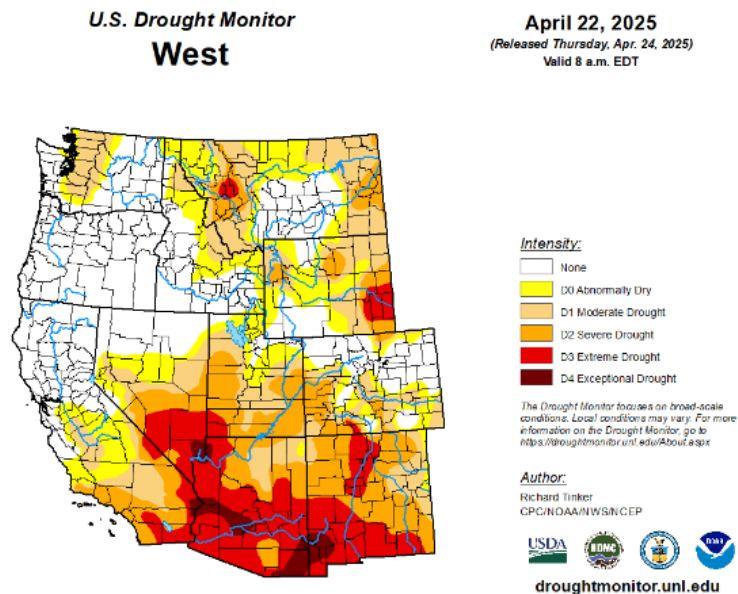 U.S. Drought Monitor
West
April 22, 2025
(Released Thursday, Apr. 24, 2025)
Valid 8 a.m. EDT
Intensity:
None
D0 Abnormally Dry
D1 Moderate Drought
D2 Severe Drought
D3 Extreme Drought
D4 Exceptional Drought
The Drought Monitor focuses on broad-scale
conditions. Local conditions may vary. For more
information on the Drought Monitor, go to
https://droughtmonitor.unl.edu/About.aspx
Author:
Richard Tinker
CPC/NOAA/NWS/NCEP
USDA
NDMC
NOAA
droughtmonitor.unl.edu